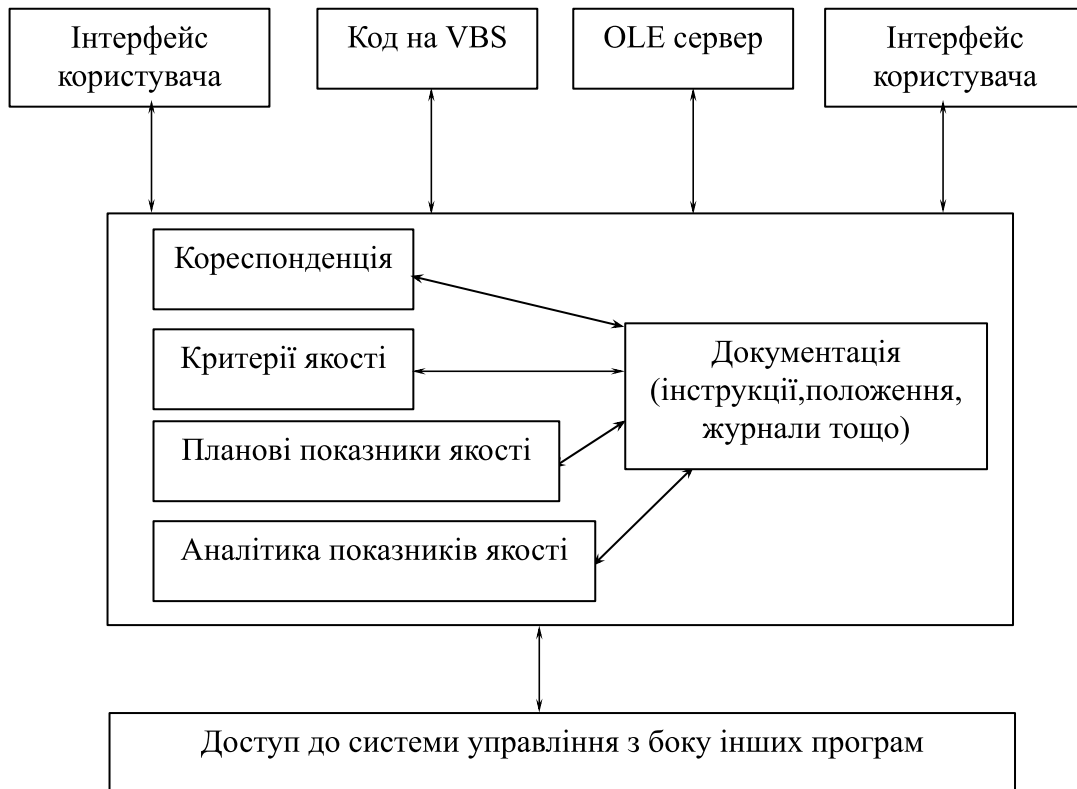 Інтерфейс
користувача
Код на VBS
OLE сервер
Інтерфейс
користувача
Кореспонденція
Критерії якості
Документація
(інструкції,положення,
журнали тощо)
Планові показники якості
Аналітика показників якості
Доступ до системи управління з боку інших програм